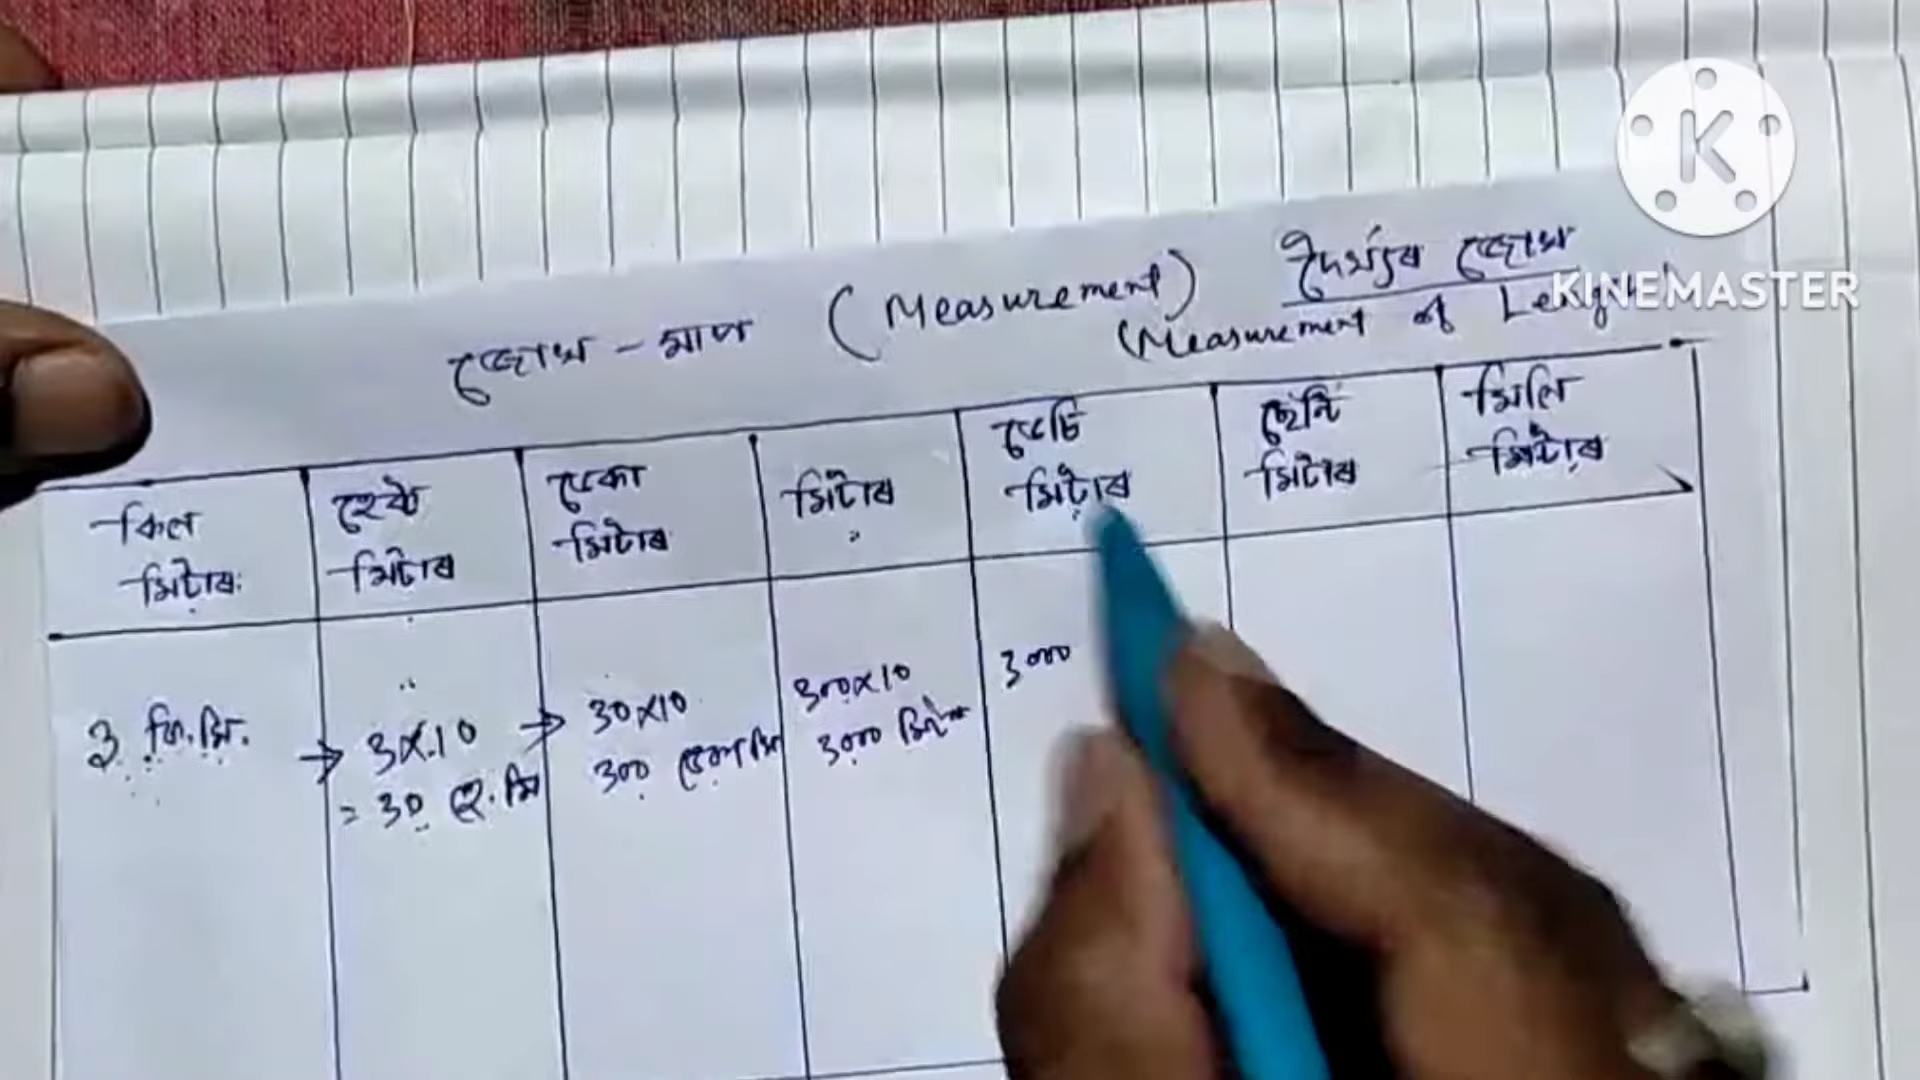 জোখ - মাপ (Measurement)
দৈৰ্ঘ্যৰ জোখ
(Measurement of Length
KINEMASTER
কিল মিটাৰ
হেক্ট মিটাৰ
ডেকা মিটাৰ
মিটাৰ
ডেচি মিটাৰ
ছেন্টি মিটাৰ
মিলি মিটাৰ
3 কি.মি.
→ 3×10
= 30 হে.মি
→ 30×10
300 ডেকা মি
300×10
3000 মিঃ
3000